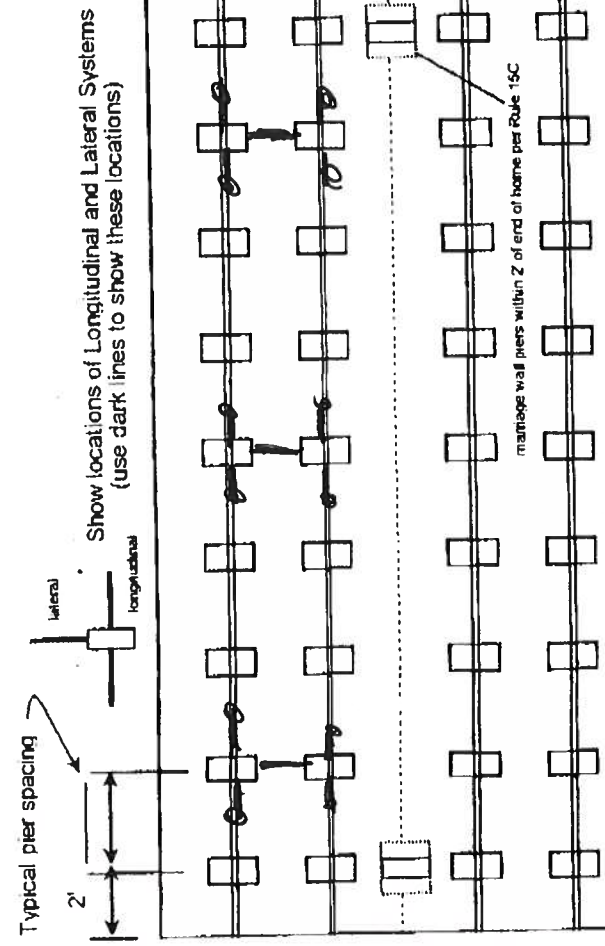 Typical pier spacing
2'
lateral
longitudinal
Show locations of Longitudinal and Lateral Systems
(use dark lines to show these locations)
marriage wall piers within 2' of end of home per Rule 15C